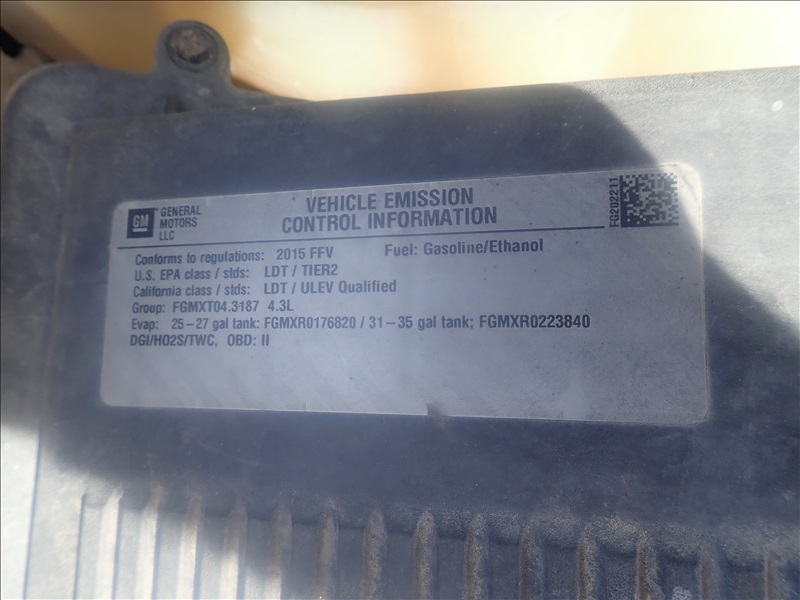 GM GENERAL MOTORS LLC
VEHICLE EMISSION
CONTROL INFORMATION
FG202211
Conforms to regulations: 2015 FFV Fuel: Gasoline/Ethanol
U.S. EPA class / stds: LDT / TIER2
California class / stds: LDT / ULEV Qualified
Group: FGMXT04.3187 4.3L
Evap: 25-27 gal tank: FGMXR0176820 / 31-35 gal tank; FGMXR0223840
DGI/HO2S/TWC, OBD: II